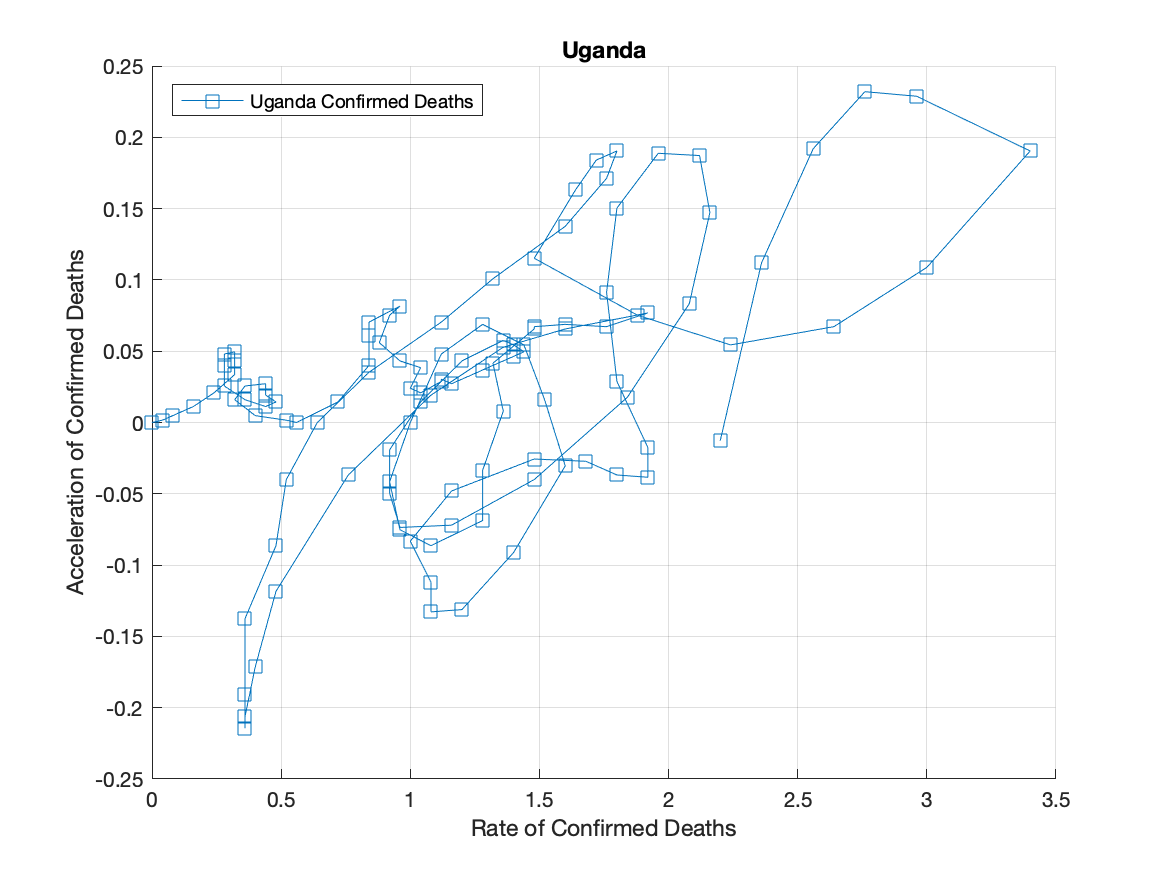 Uganda
Uganda Confirmed Deaths
0.25
0.2
0.15
0.1
0.05
0
-0.05
-0.1
-0.15
-0.2
-0.25
Acceleration of Confirmed Deaths
0 0.5 1 1.5 2 2.5 3 3.5
Rate of Confirmed Deaths